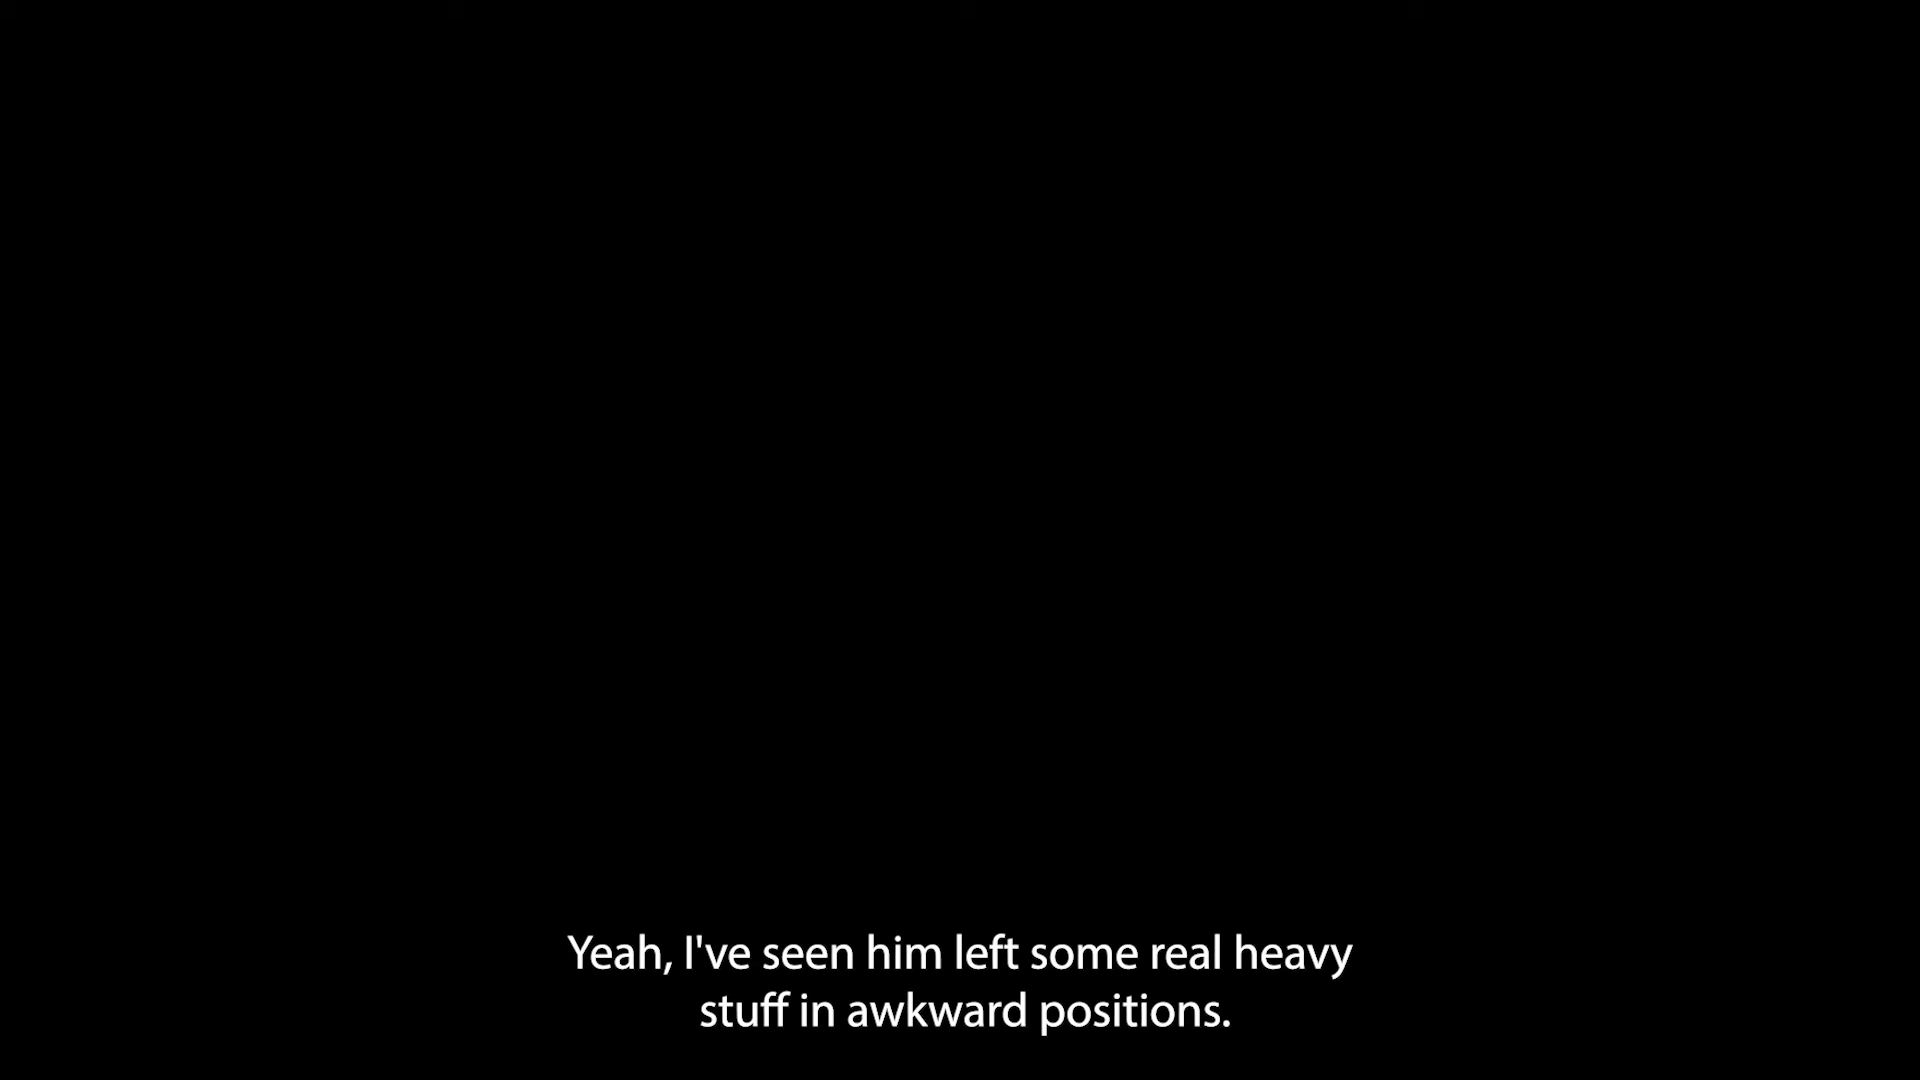 Yeah, I've seen him left some real heavy
stuff in awkward positions.